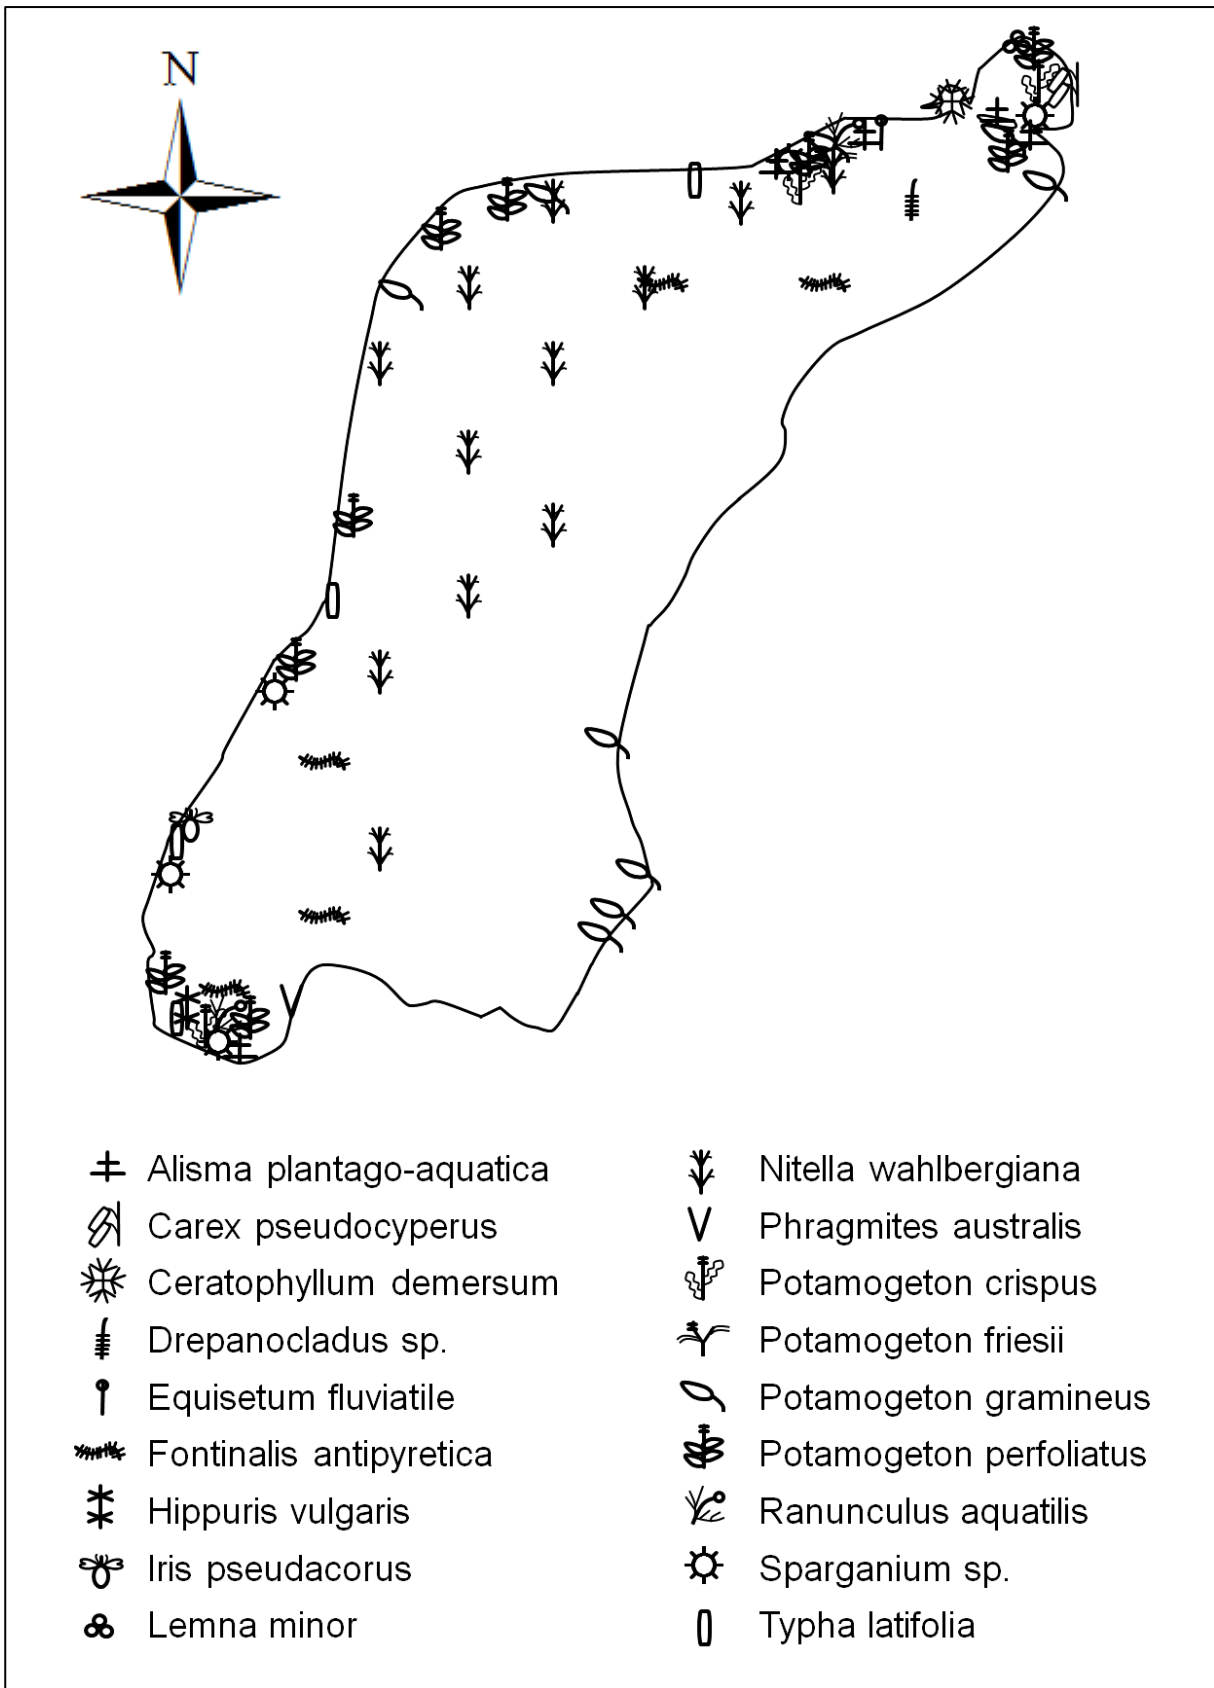 N
Alisma plantago-aquatica
Carex pseudocyperus
Ceratophyllum demersum
Drepanocladus sp.
Equisetum fluviatile
Fontinalis antipyretica
Hippuris vulgaris
Iris pseudacorus
Lemna minor
Nitella wahlbergiana
Phragmites australis
Potamogeton crispus
Potamogeton friesii
Potamogeton gramineus
Potamogeton perfoliatus
Ranunculus aquatilis
Sparganium sp.
Typha latifolia